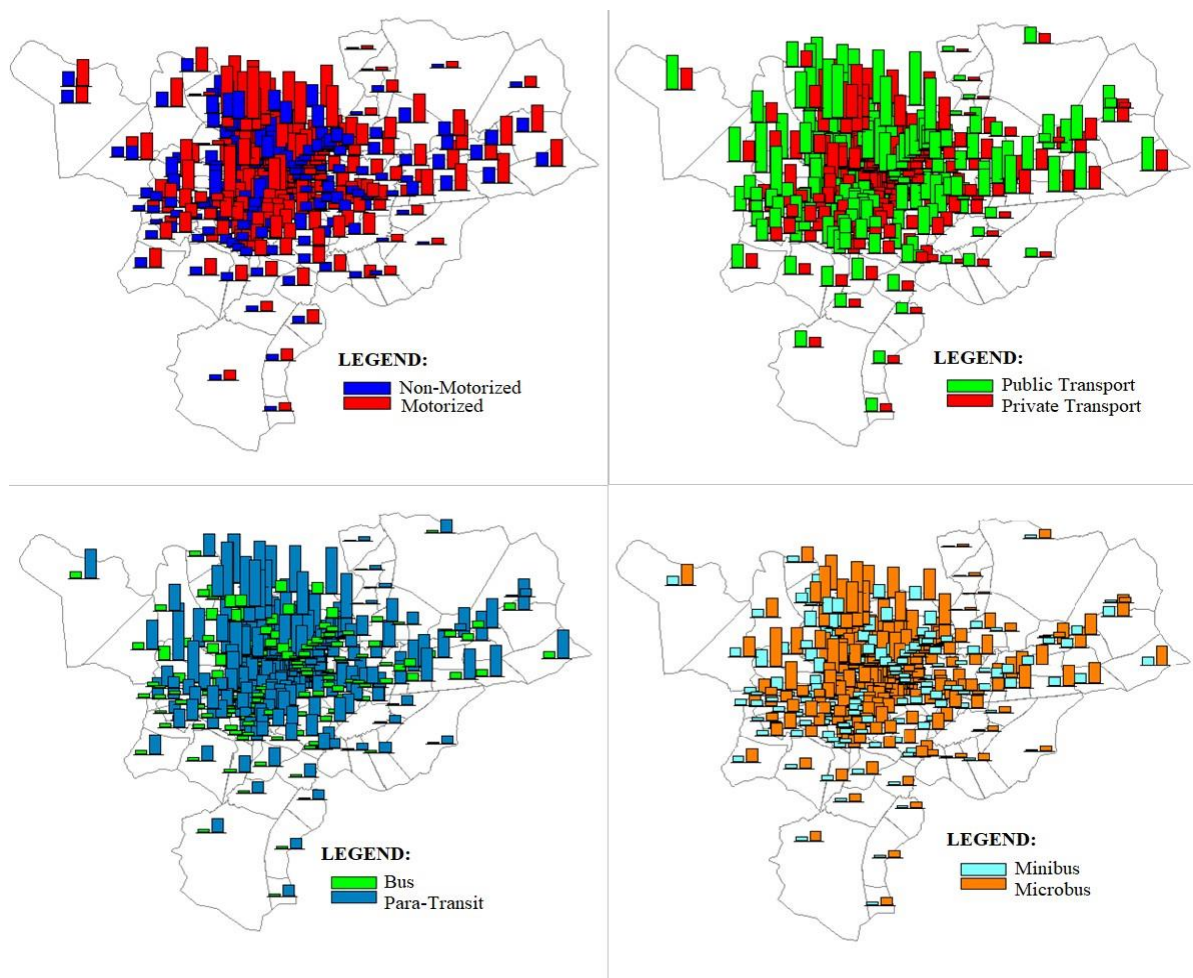 LEGEND:
Non-Motorized
Motorized
LEGEND:
Public Transport
Private Transport
LEGEND:
Bus
Para-Transit
LEGEND:
Minibus
Microbus